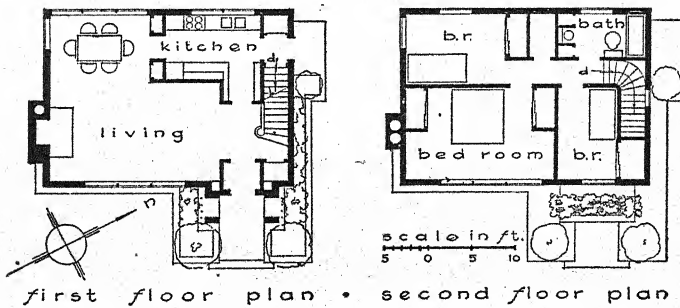 kitchen
d
living
n
first floor plan •
b.r.
bath
d
bed room
b.r.
scale in ft.
5 0 5 10
second floor plan